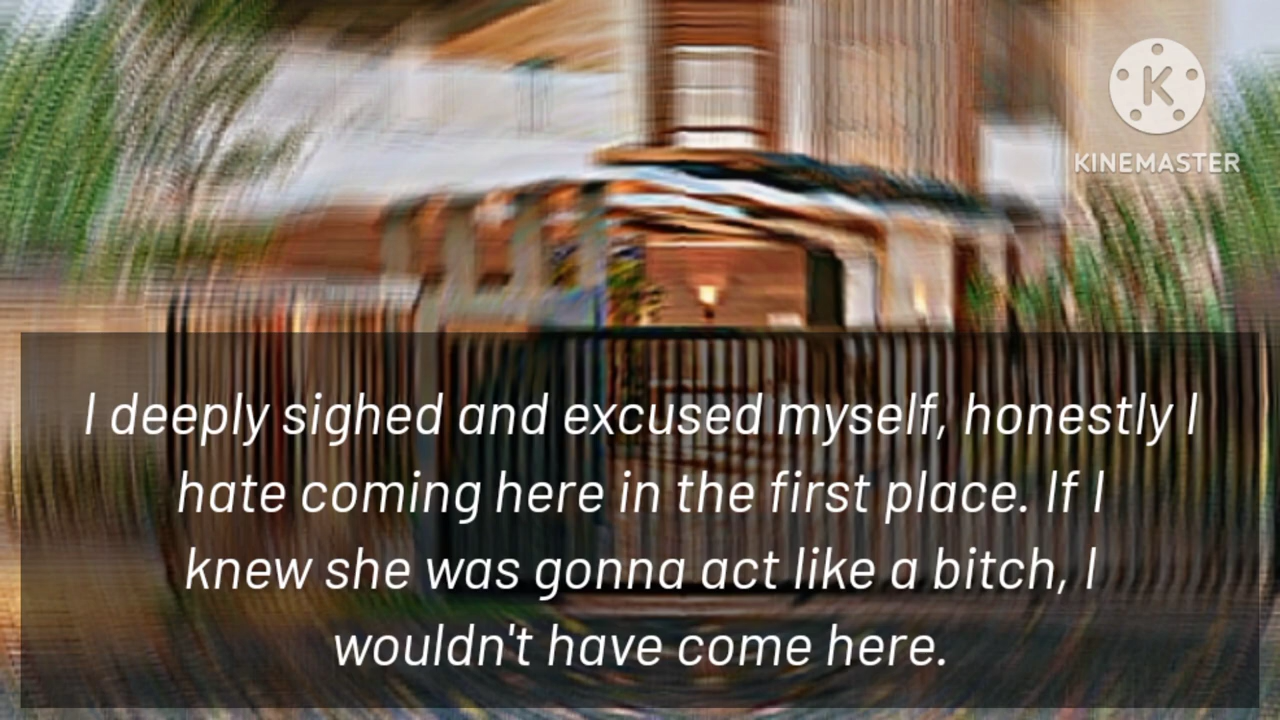 K
KINEMASTER
I deeply sighed and excused myself, honestly I
hate coming here in the first place. If I
knew she was gonna act like a bitch, I
wouldn't have come here.